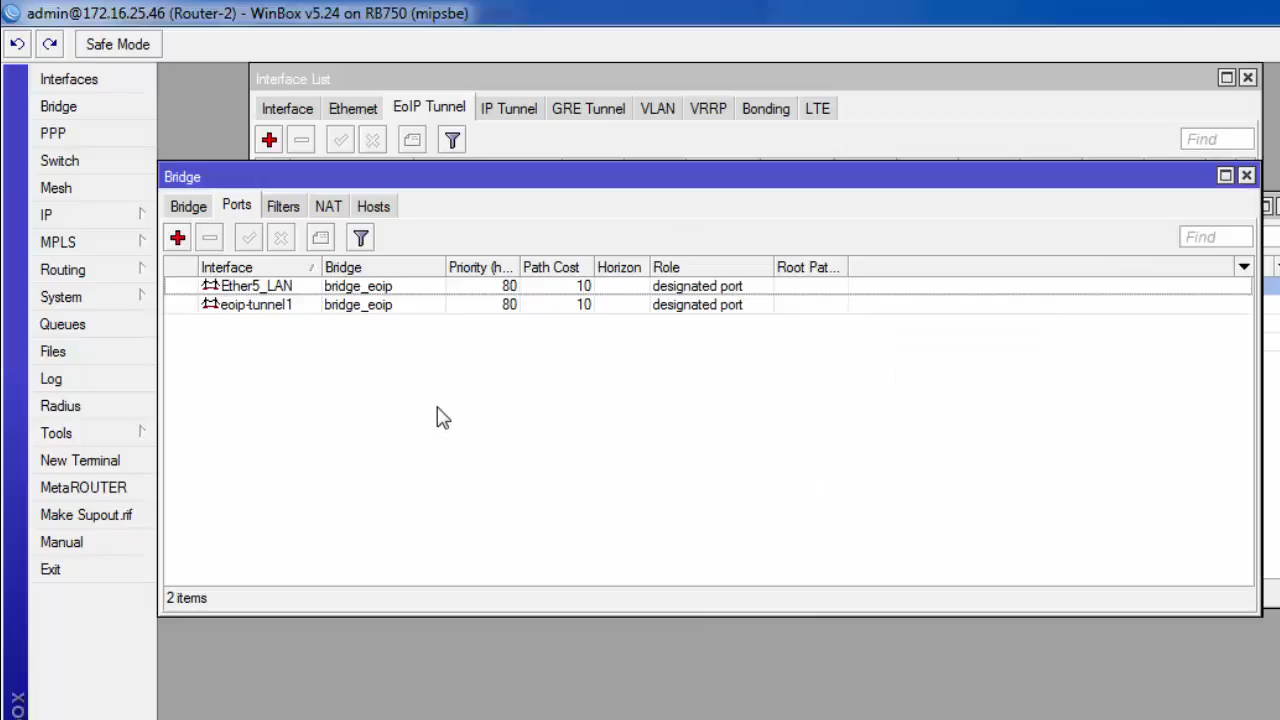 admin@172.16.25.46 (Router-2) - WinBox v5.24 on RB750 (mipsbe)
Safe Mode
Interfaces
Bridge
PPP
Switch
Mesh
IP
MPLS
Routing
System
Queues
Files
Log
Radius
Tools
New Terminal
MetaROUTER
Make Supout.rif
Manual
Exit
Interface List
Interface Ethernet EoIP Tunnel IP Tunnel GRE Tunnel VLAN VRRP Bonding LTE
Find
Bridge
Bridge Ports Filters NAT Hosts
Find
Interface Bridge Priority (h... Path Cost Horizon Role Root Pat...
Ether5_LAN bridge_eoip 80 10 designated port
eoip-tunnel1 bridge_eoip 80 10 designated port
2 items
OX